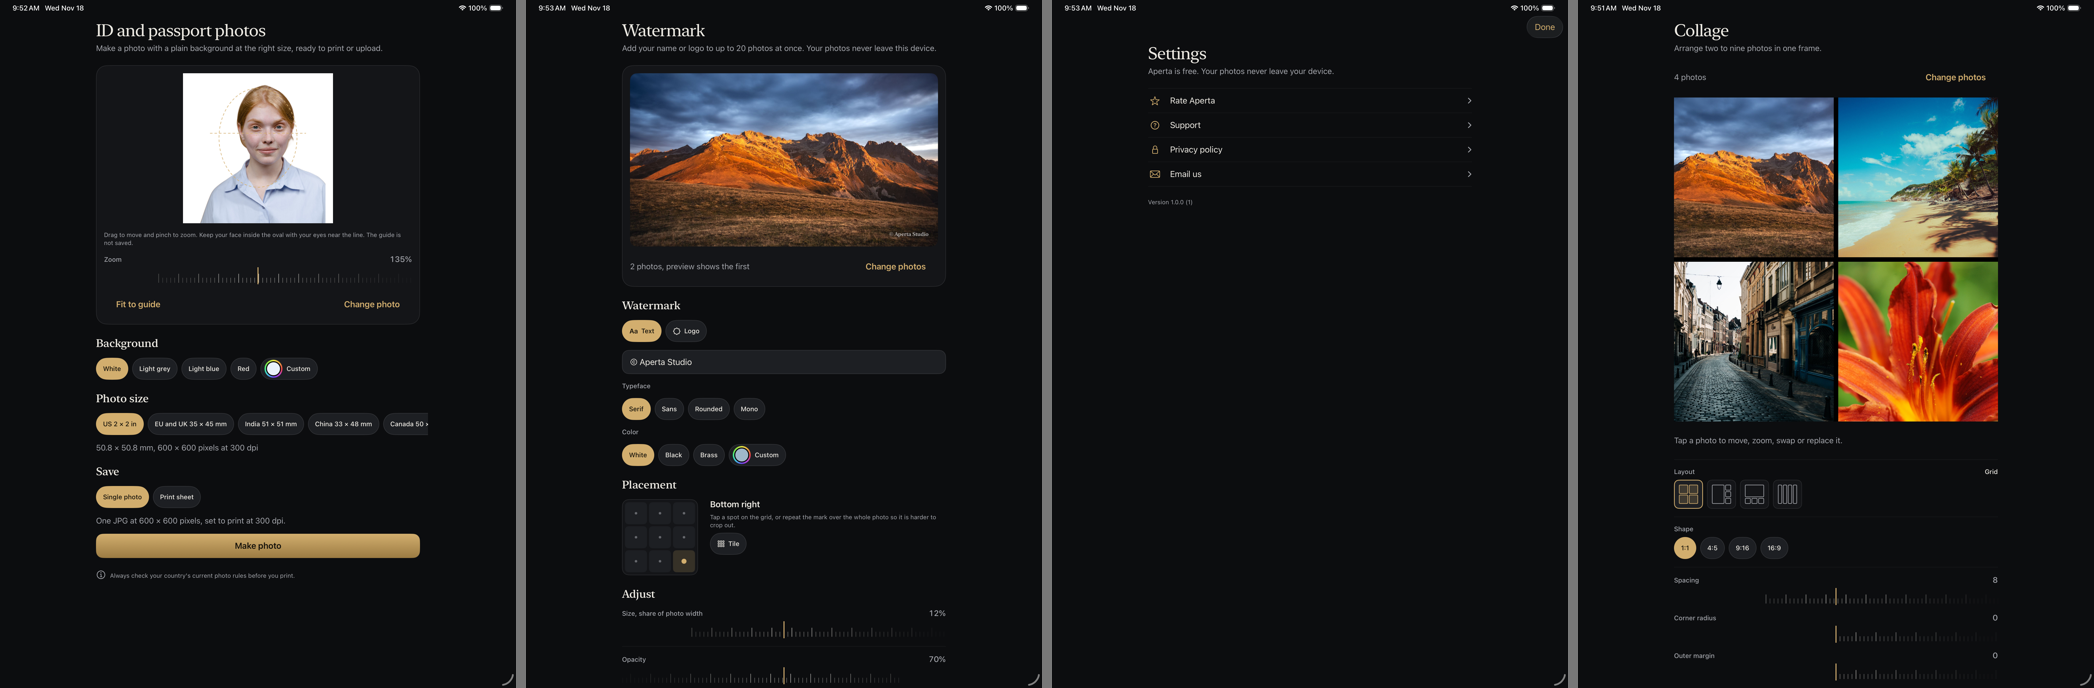 9:52 AM Wed Nov 18
100%
ID and passport photos
Make a photo with a plain background at the right size, ready to print or upload.
Drag to move and pinch to zoom. Keep your face inside the oval with your eyes near the line. The guide is
not saved.
Zoom
135%
Fit to guide
Change photo
Background
White
Light grey
Light blue
Red
Custom
Photo size
US 2 × 2 in
EU and UK 35 × 45 mm
India 51 × 51 mm
China 33 × 48 mm
Canada 50 ×
50.8 × 50.8 mm, 600 × 600 pixels at 300 dpi
Save
Single photo
Print sheet
One JPG at 600 × 600 pixels, set to print at 300 dpi.
Make photo
Always check your country's current photo rules before you print.
9:53 AM Wed Nov 18
100%
Watermark
Add your name or logo to up to 20 photos at once. Your photos never leave this device.
© Aperta Studio
2 photos, preview shows the first
Change photos
Watermark
Aa Text
Logo
© Aperta Studio
Typeface
Serif
Sans
Rounded
Mono
Color
White
Black
Brass
Custom
Placement
Bottom right
Tap a spot on the grid, or repeat the mark over the whole photo so it is harder to
crop out.
Tile
Adjust
Size, share of photo width
12%
Opacity
70%
9:53 AM Wed Nov 18
100%
Done
Settings
Aperta is free. Your photos never leave your device.
Rate Aperta
Support
Privacy policy
Email us
Version 1.0.0 (1)
9:51 AM Wed Nov 18
100%
Collage
Arrange two to nine photos in one frame.
4 photos
Change photos
Tap a photo to move, zoom, swap or replace it.
Layout
Grid
Shape
1:1
4:5
9:16
16:9
Spacing
8
Corner radius
0
Outer margin
0